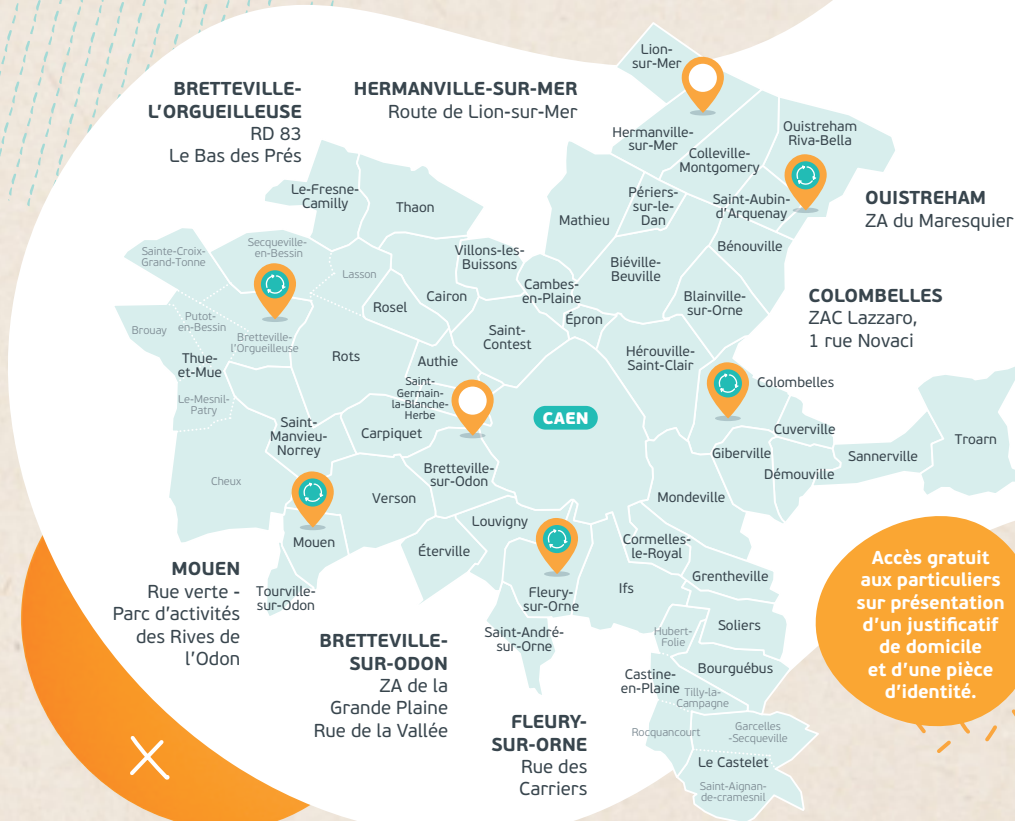 BRETTEVILLE-
L'ORGUEILLEUSE
RD 83
Le Bas des Prés
HERMANVILLE-SUR-MER
Route de Lion-sur-Mer
Lion-
sur-Mer
Hermanville-
sur-Mer
Colleville-
Montgomery
Ouistreham
Riva-Bella
OUISTREHAM
ZA du Maresquier
Le-Fresne-
Camilly
Thaon
Mathieu
Périers-
sur-le-
Dan
Saint-Aubin-
d'Arquenay
Bénouville
Sainte-Croix-
Grand-Tonne
Secqueville-
en-Bessin
Lasson
Villons-les-
Buissons
Cambes-
en-Plaine
Biéville-
Beuville
Blainville-
sur-Orne
COLOMBELLES
ZAC Lazzaro,
1 rue Novaci
Brouay
Putot-
en-Bessin
Bretteville-
l'Orgueilleuse
Rosel
Cairon
Saint-
Contest
Épron
Hérouville-
Saint-Clair
Thue-
et-Mue
Rots
Authie
Saint-
Germain-
la-Blanche-
Herbe
Colombelles
Le-Mesnil-
Patry
Saint-
Manvieu-
Norrey
Carpiquet
CAEN
Cuverville
Giberville
Démouville
Sannerville
Troarn
Cheux
Bretteville-
sur-Odon
Verson
Mondeville
Mouen
Louvigny
Éterville
Cormelles-
le-Royal
Grentheville
MOUEN
Rue verte -
Parc d'activités
des Rives de
l'Odon
Tourville-
sur-Odon
Fleury-
sur-Orne
Ifs
Saint-André-
sur-Orne
Hubert-
Folie
Soliers
Bourguébus
Castine-
en-Plaine
Tilly-la-
Campagne
BRETTEVILLE-
SUR-ODON
ZA de la
Grande Plaine
Rue de la Vallée
FLEURY-
SUR-ORNE
Rue des
Carriers
Rocquancourt
Garcelles
-Secqueville
Le Castelet
Saint-Aignan-
de-cramesnil
Accès gratuit
aux particuliers
sur présentation
d'un justificatif
de domicile
et d'une pièce
d'identité.